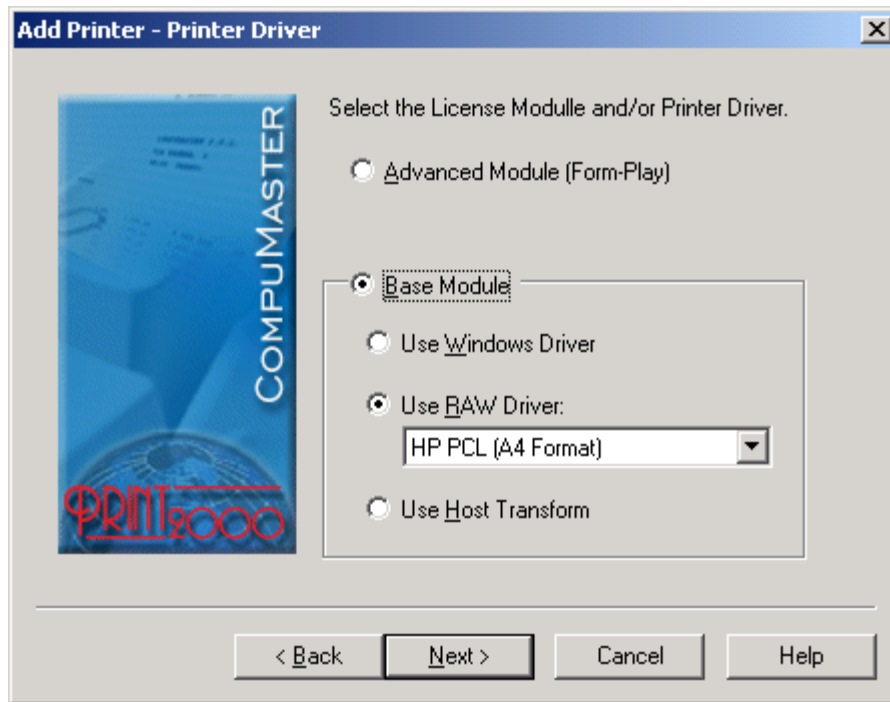 Add Printer - Printer Driver
COMPUMASTER
PRINT2000
Select the License Modulle and/or Printer Driver.
Advanced Module (Form-Play)
Base Module
Use Windows Driver
Use RAW Driver:
HP PCL (A4 Format)
Use Host Transform
< Back
Next >
Cancel
Help